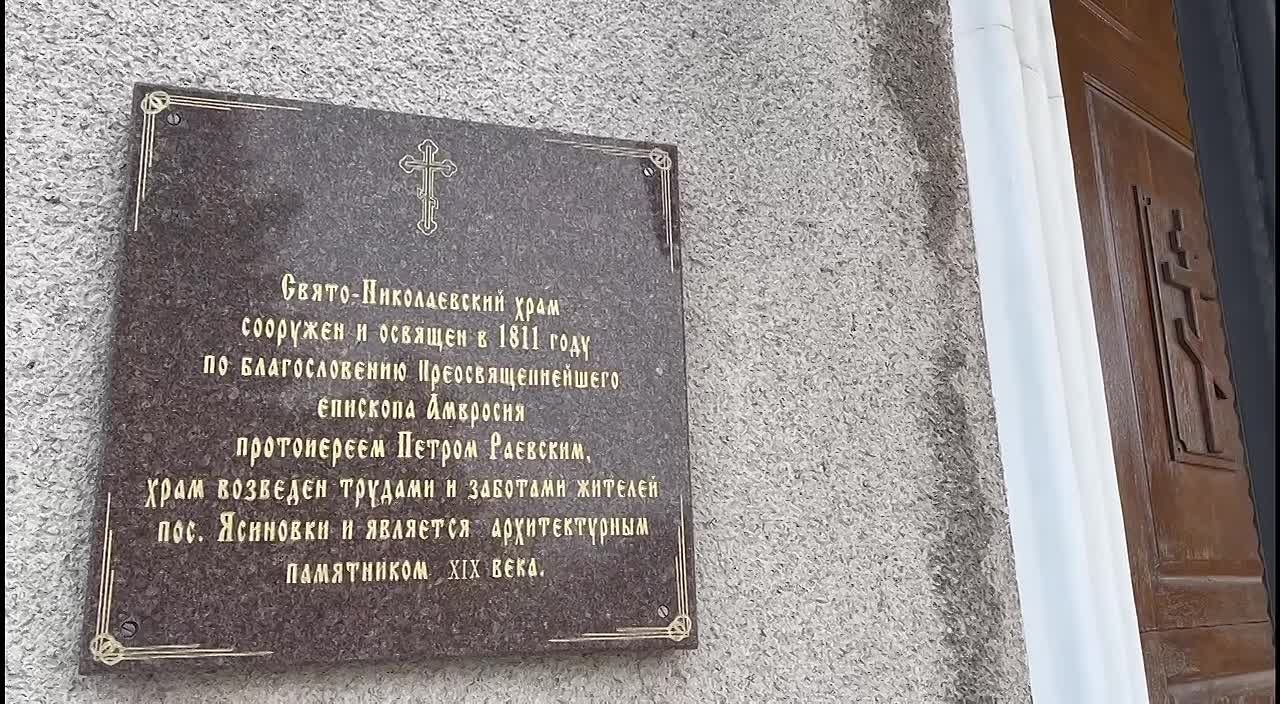 Свято-Николаевский храм
сооружен и освящен в 1811 году
по благословению Преосвященнейшего
епископа Амвросия
протоиереем Петром Раевским,
храм возведен трудами и заботами жителей
пос. Ясиновки и является архитектурным
памятником XIX века.